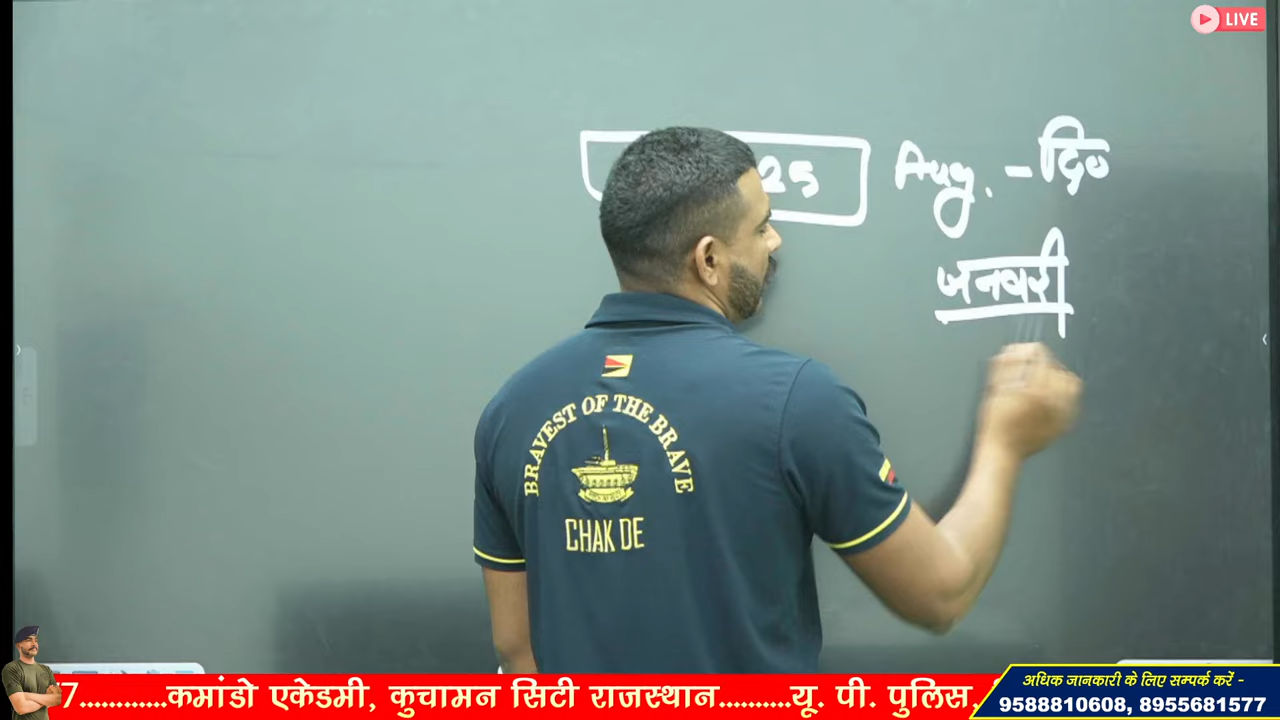 LIVE
25 Aug. - दि०
जनवरी
BRAVEST OF THE BRAVE
CHAK DE
7............कमांडो एकेडमी, कुचामन सिटी राजस्थान..........यू. पी. पुलिस,
अधिक जानकारी के लिए सम्पर्क करें -
9588810608, 8955681577